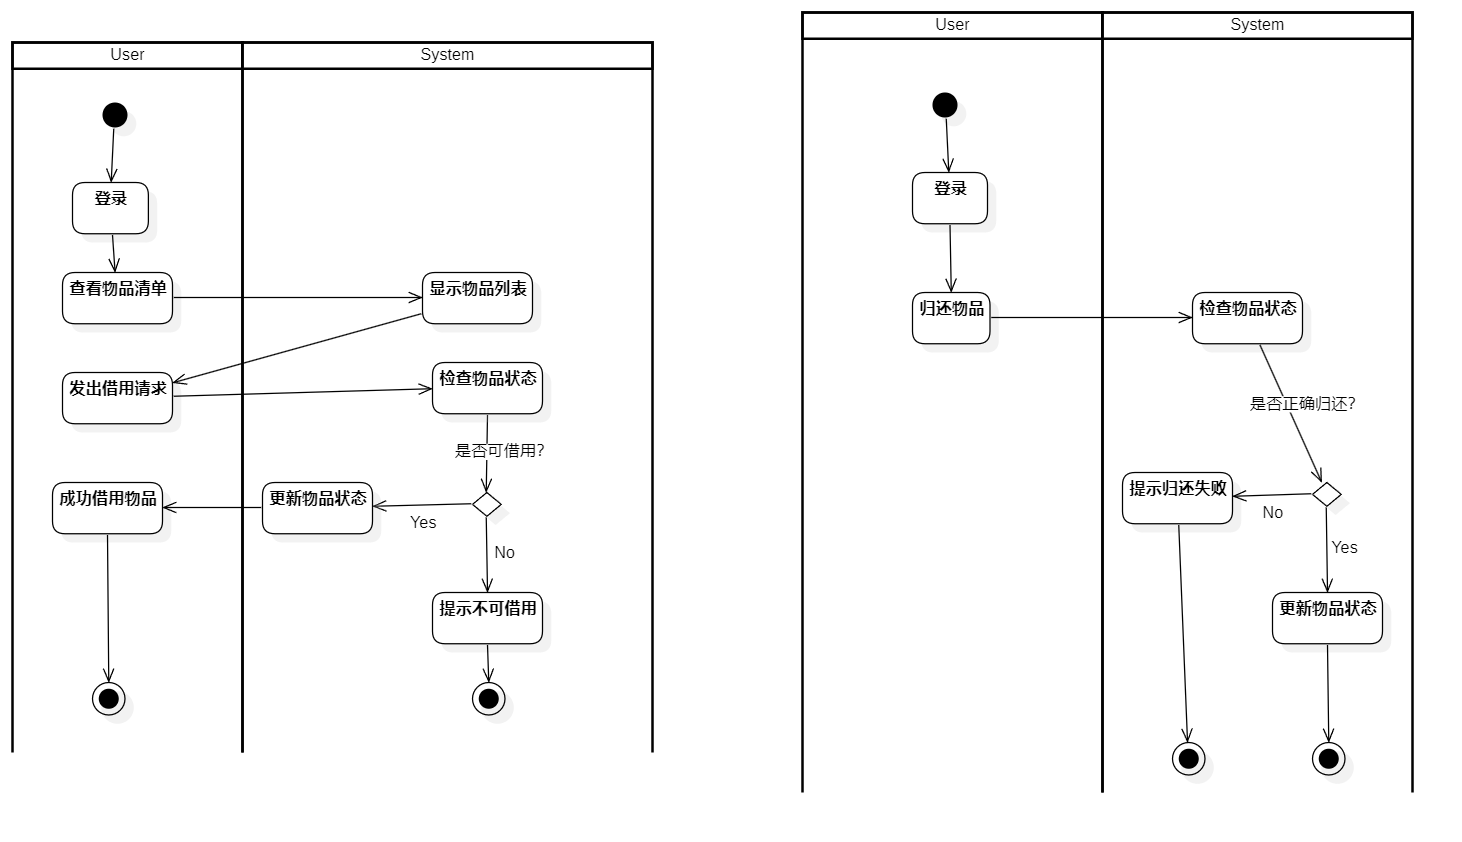 User
System
登录
查看物品清单
显示物品列表
发出借用请求
检查物品状态
是否可借用?
成功借用物品
更新物品状态
Yes
No
提示不可借用
User
System
登录
归还物品
检查物品状态
是否正确归还?
提示归还失败
No
Yes
更新物品状态